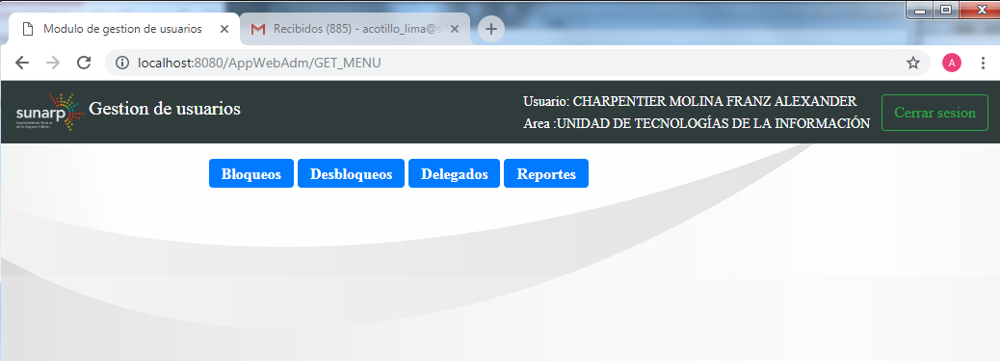 Modulo de gestion de usuarios
Recibidos (885) - acotillo_lima@s
localhost:8080/AppWebAdm/GET_MENU
A
sunarp
Gestion de usuarios
Usuario: CHARPENTIER MOLINA FRANZ ALEXANDER
Area :UNIDAD DE TECNOLOGÍAS DE LA INFORMACIÓN
Cerrar sesion
Bloqueos
Desbloqueos
Delegados
Reportes